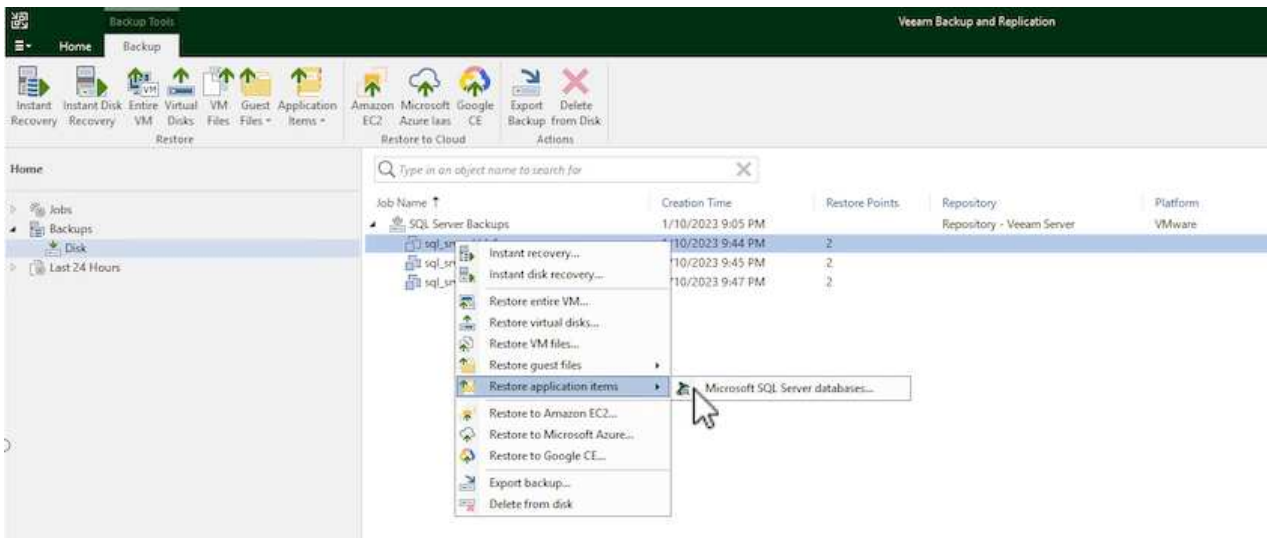 Backup Tools
Veeam Backup and Replication
Home
Backup
Instant Recovery
Instant Disk Recovery
Entire VM
Virtual Disks
VM Files
Guest Files
Application Items
Amazon EC2
Microsoft Azure Iaas
Google CE
Export Backup
Delete from Disk
Restore
Restore to Cloud
Actions
Home
Type in an object name to search for
Jobs
Backups
Disk
Last 24 Hours
Job Name Creation Time Restore Points Repository Platform
SQL Server Backups 1/10/2023 9:05 PM Repository - Veeam Server VMware
10/2023 9:44 PM 2
10/2023 9:45 PM 2
10/2023 9:47 PM 2
Instant recovery...
Instant disk recovery...
Restore entire VM...
Restore virtual disks...
Restore VM files...
Restore guest files
Restore application items
Microsoft SQL Server databases...
Restore to Amazon EC2...
Restore to Microsoft Azure...
Restore to Google CE...
Export backup...
Delete from disk